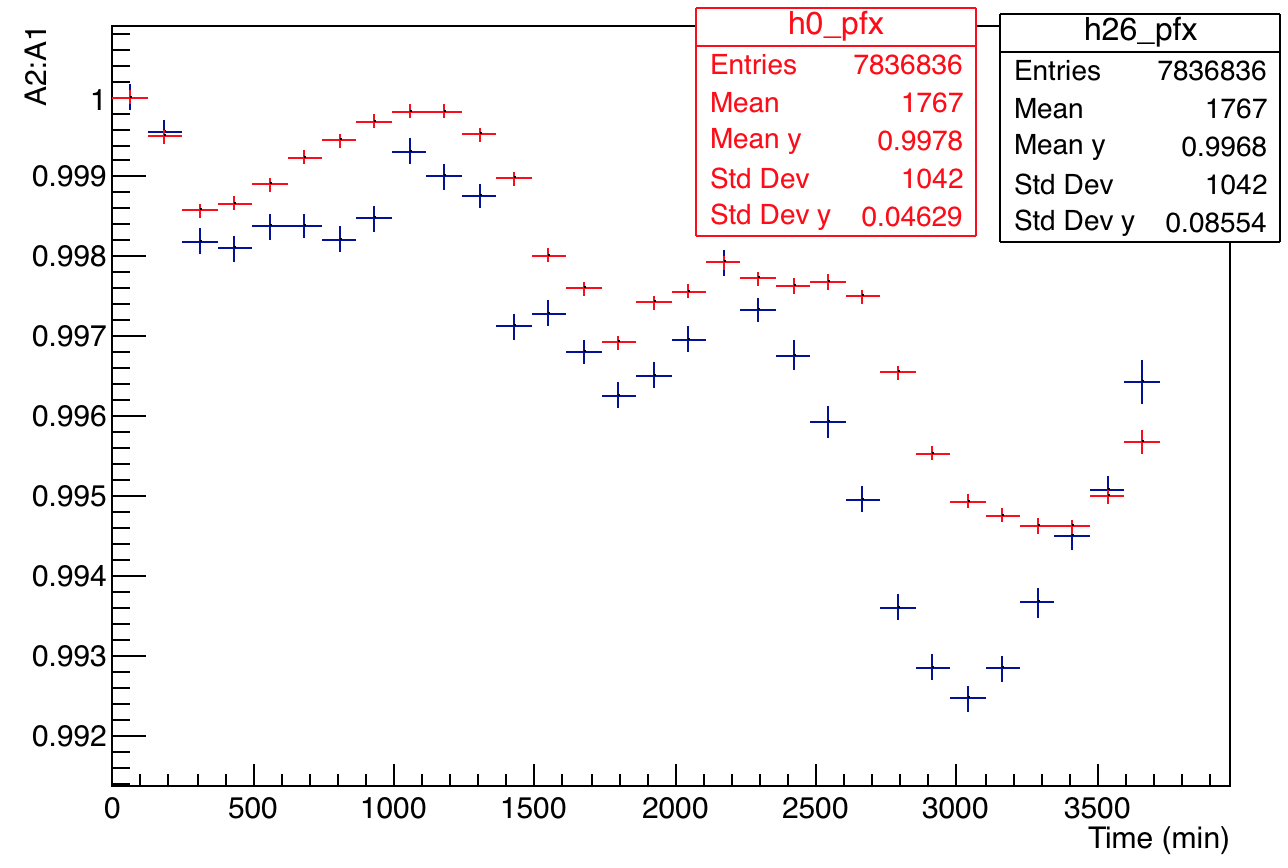 A2:A1
h0_pfx
Entries 7836836
Mean 1767
Mean y 0.9978
Std Dev 1042
Std Dev y 0.04629
h26_pfx
Entries 7836836
Mean 1767
Mean y 0.9968
Std Dev 1042
Std Dev y 0.08554
1
0.999
0.998
0.997
0.996
0.995
0.994
0.993
0.992
0 500 1000 1500 2000 2500 3000 3500
Time (min)